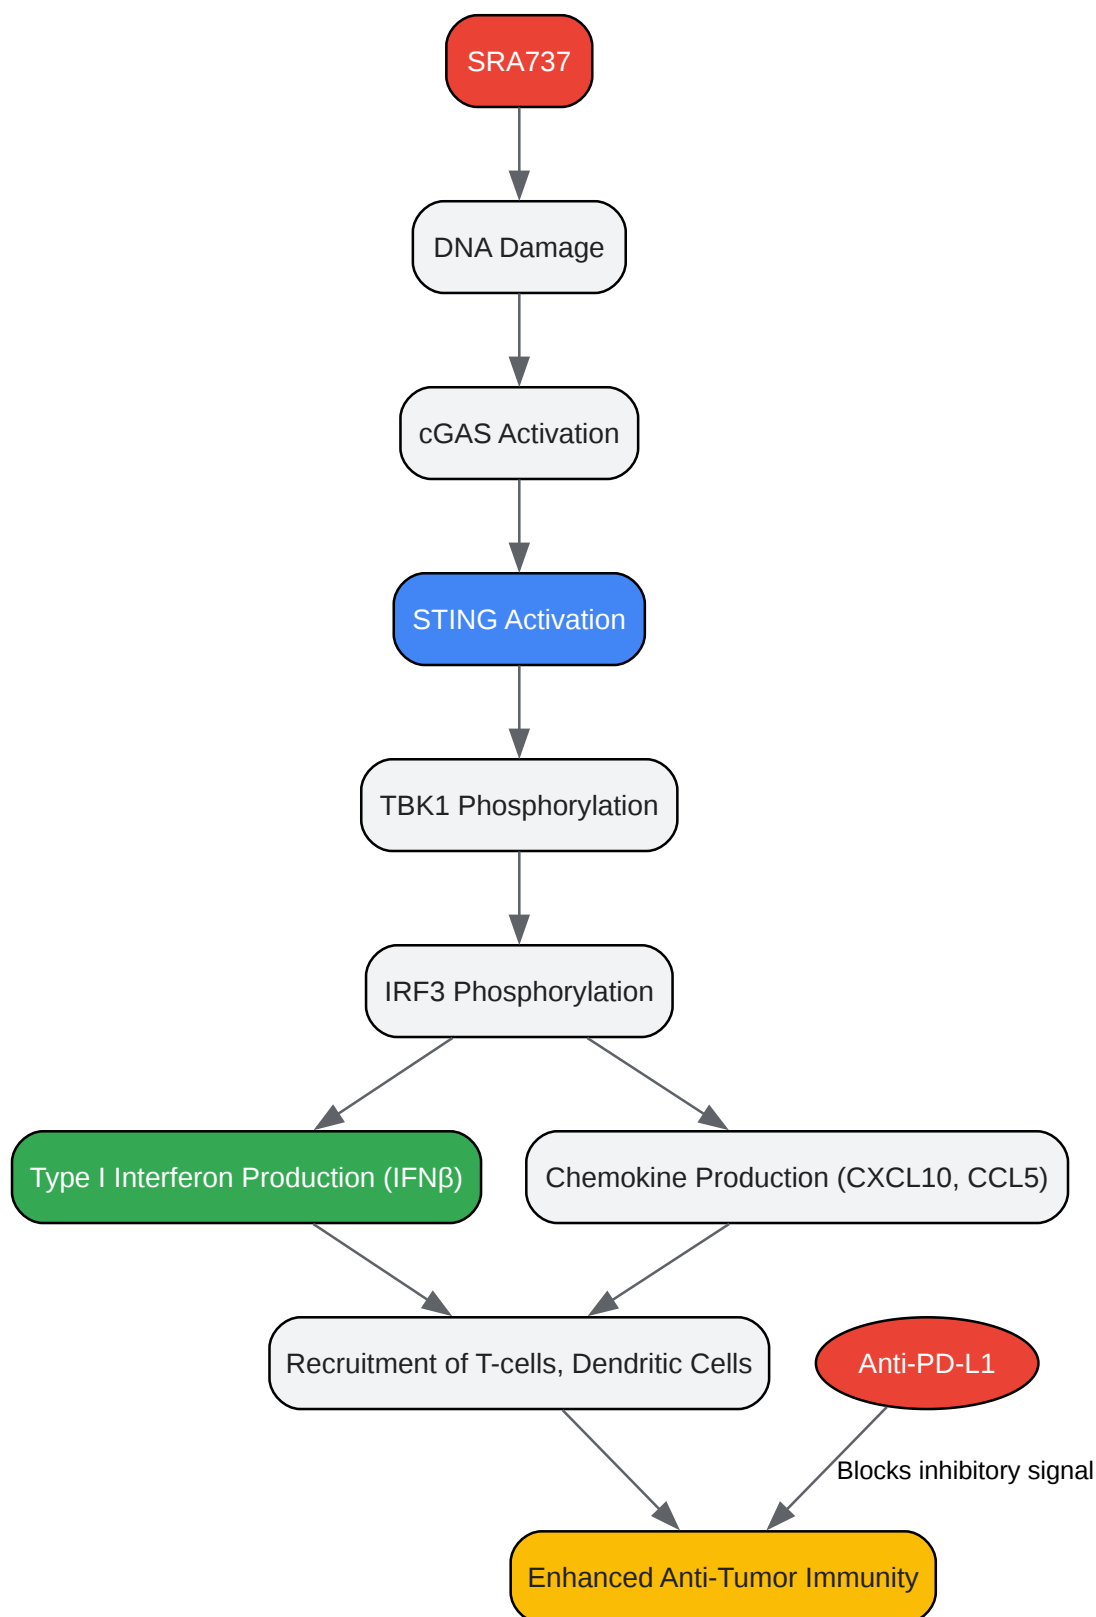 SRA737
DNA Damage
cGAS Activation
STING Activation
TBK1 Phosphorylation
IRF3 Phosphorylation
Type I Interferon Production (IFNβ)
Chemokine Production (CXCL10, CCL5)
Recruitment of T-cells, Dendritic Cells
Anti-PD-L1
Blocks inhibitory signal
Enhanced Anti-Tumor Immunity